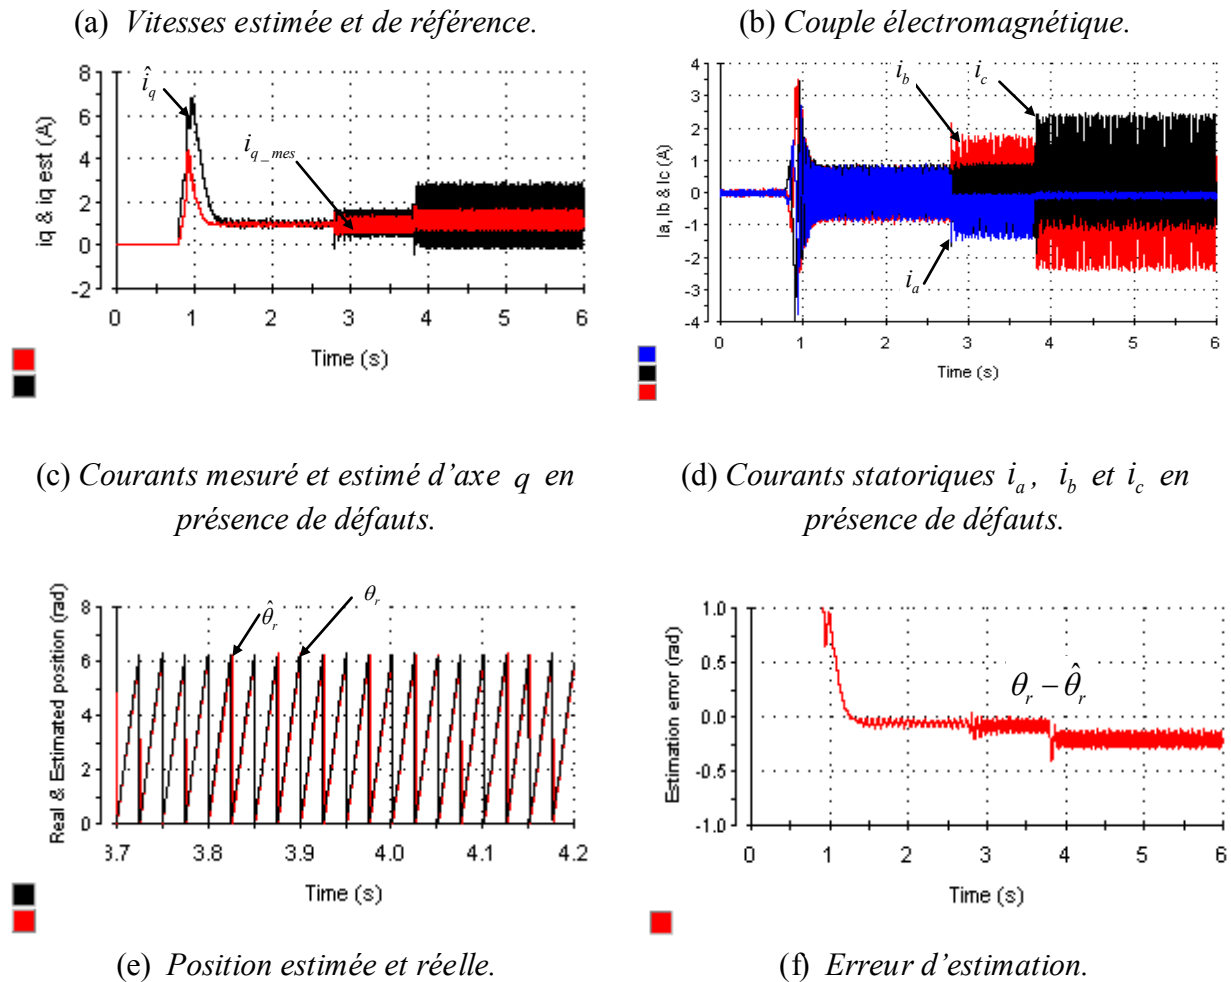 (a) Vitesses estimée et de référence.
(b) Couple électromagnétique.
iq & iq est (A)
8
6
4
2
0
-2
î_q
i_{q_mes}
0 1 2 3 4 5 6
Time (s)
Ia, Ib & Ic (A)
4
3
2
1
0
-1
-2
-3
-4
i_b
i_c
i_a
0 1 2 3 4 5 6
Time (s)
(c) Courants mesuré et estimé d'axe q en
présence de défauts.
(d) Courants statoriques i_a, i_b et i_c en
présence de défauts.
Real & Estimated position (rad)
8
6
4
2
0
θ̂_r
θ_r
3.7 3.8 3.9 4.0 4.1 4.2
Time (s)
Estimation error (rad)
1.0
0.5
0.0
-0.5
-1.0
θ_r – θ̂_r
0 1 2 3 4 5 6
Time (s)
(e) Position estimée et réelle.
(f) Erreur d'estimation.